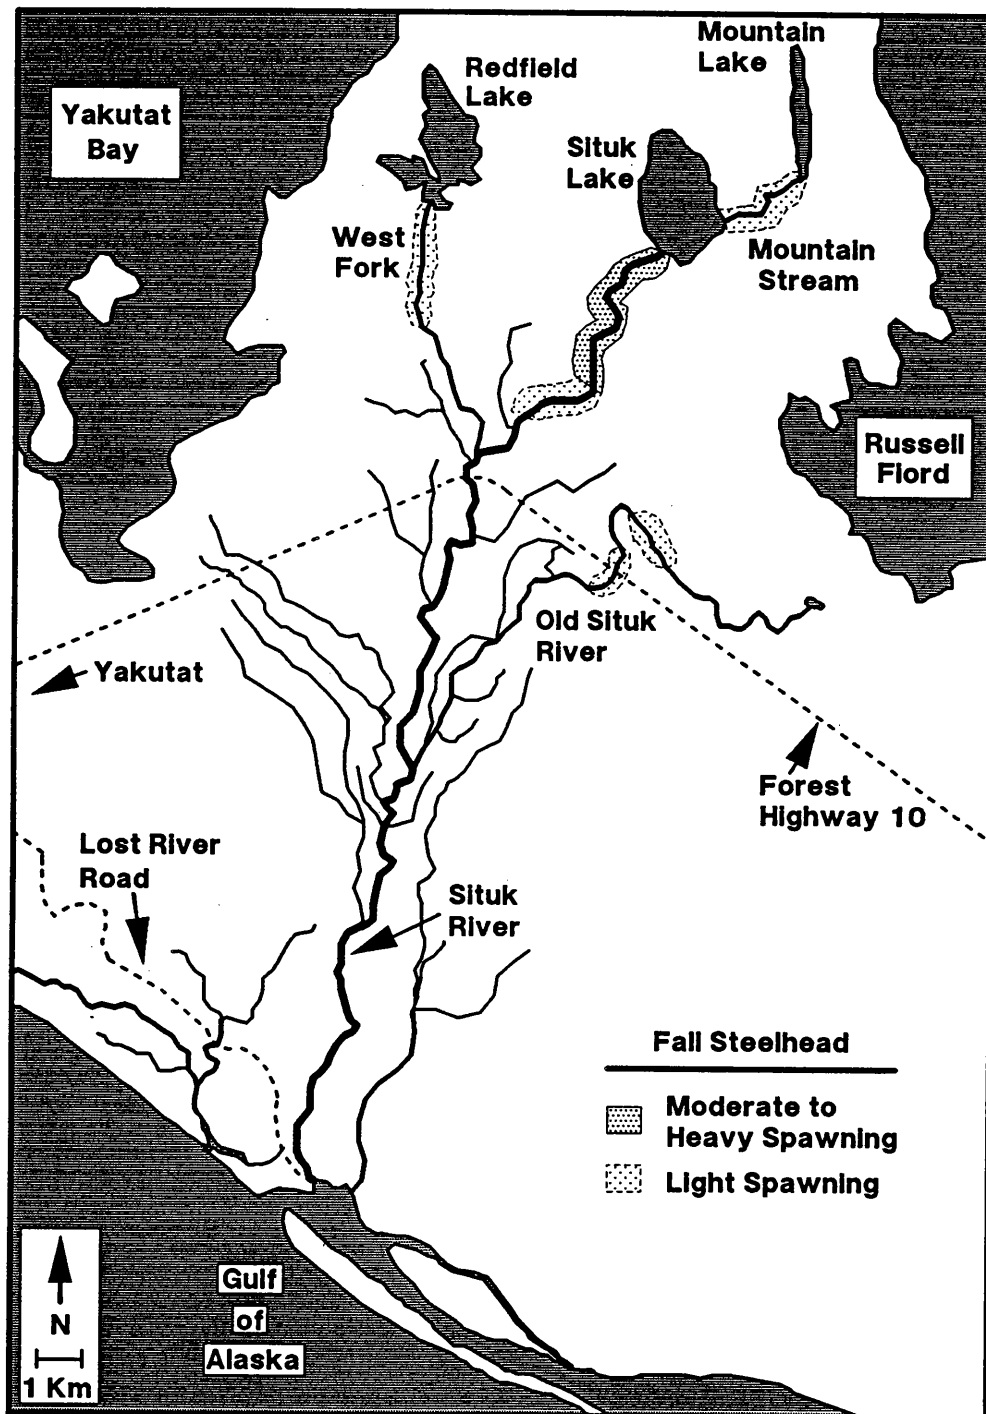 Mountain
Lake
Redfield
Lake
Yakutat
Bay
Situk
Lake
West
Fork
Mountain
Stream
Russell
Fiord
Old Situk
River
Yakutat
Forest
Highway 10
Lost River
Road
Situk
River
Fall Steelhead
Moderate to
Heavy Spawning
Light Spawning
Gulf
of
Alaska
N
1 Km